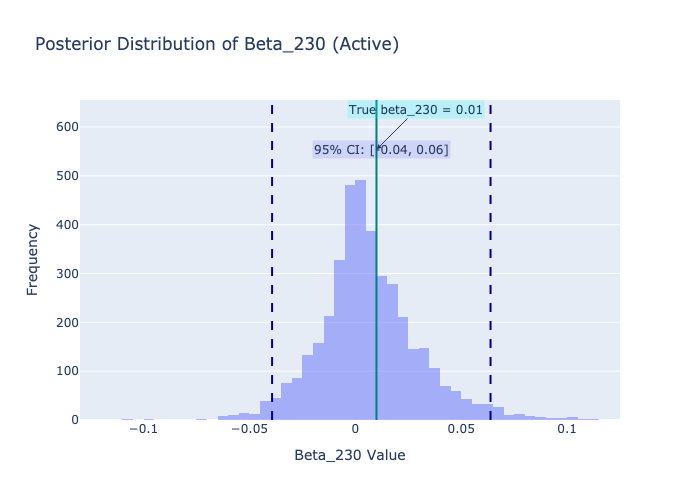 Posterior Distribution of Beta_230 (Active)
True beta_230 = 0.01
95% CI: [-0.04, 0.06]
600
500
400
300
200
100
0
Frequency
−0.1
−0.05
0
0.05
0.1
Beta_230 Value